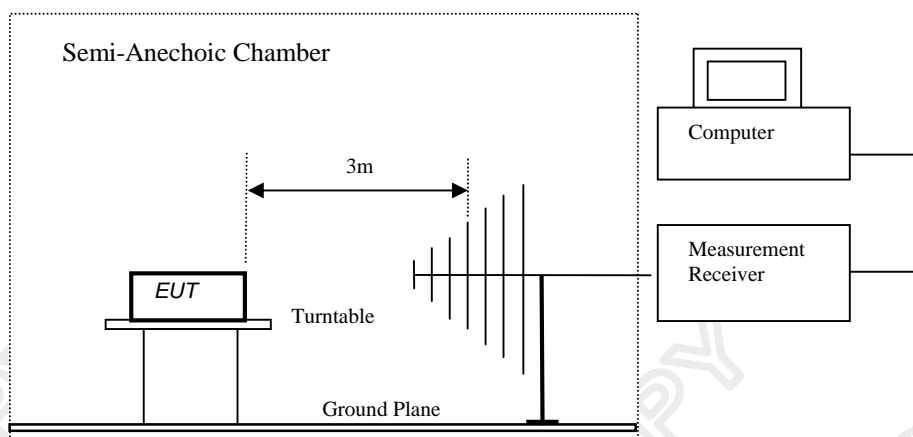 Semi-Anechoic Chamber
Computer
3m
Measurement
Receiver
EUT
Turntable
Ground Plane